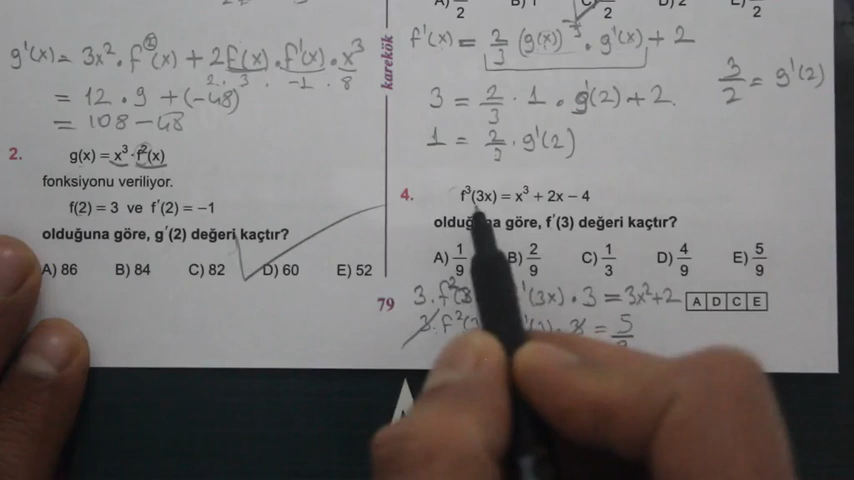 g'(x) = 3x². f²(x) + 2f(x). f'(x). x³
2. 3. -1. 8
= 12.9 + (-48)
= 108 - 48
2. g(x) = x³ · f²(x)
fonksiyonu veriliyor.
f(2) = 3 ve f'(2) = −1
olduğuna göre, g'(2) değeri kaçtır?
A) 86 B) 84 C) 82 D) 60 E) 52
karekök
79
f'(x) = 2/3 (g(x)) . g'(x) + 2
3 = 2/3 . 1 . g'(2) + 2.
3/2 = g'(2)
1 = 2/3 . g'(2)
4. f³(3x) = x³ + 2x − 4
olduğuna göre, f'(3) değeri kaçtır?
A) 1/9 B) 2/9 C) 1/3 D) 4/9 E) 5/9
3. f² '(3x). 3 = 3x² + 2
A D C E